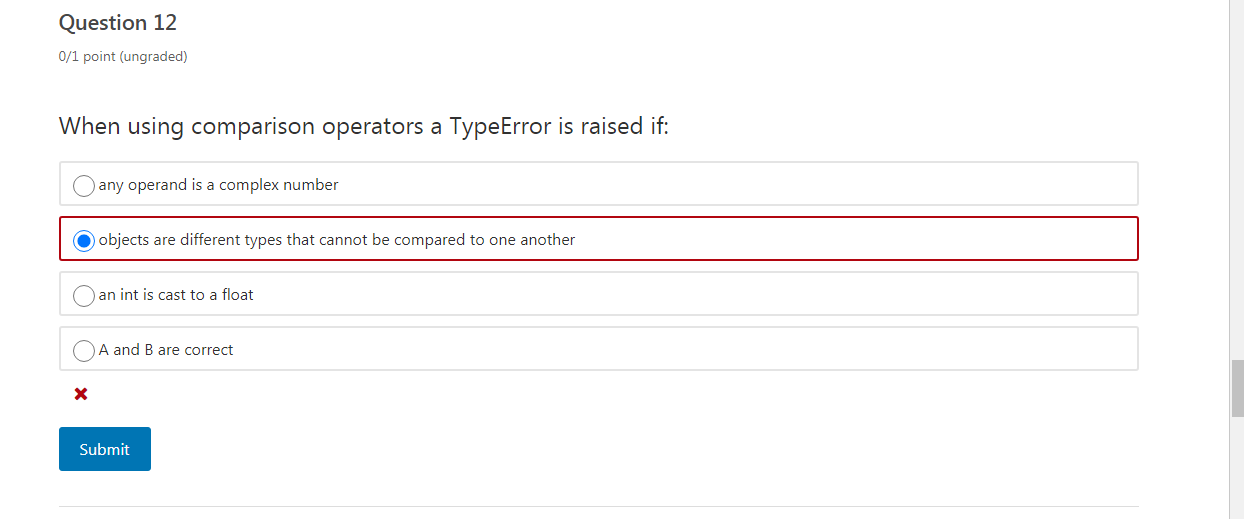 Question 12
0/1 point (ungraded)
When using comparison operators a TypeError is raised if:
any operand is a complex number
objects are different types that cannot be compared to one another
an int is cast to a float
A and B are correct
Submit